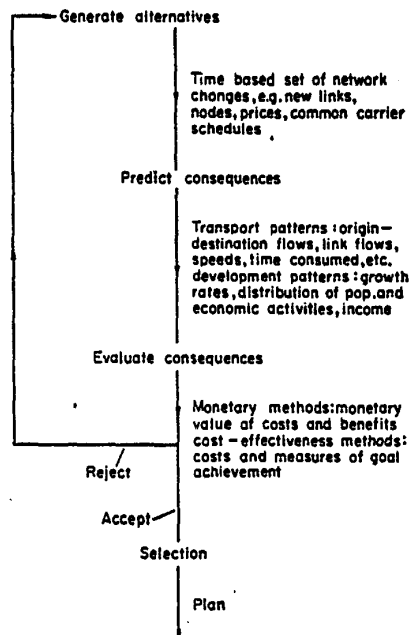 Generate alternatives
Time based set of network
changes, e.g. new links,
nodes, prices, common carrier
schedules
Predict consequences
Transport patterns: origin-
destination flows, link flows,
speeds, time consumed, etc.
development patterns: growth
rates, distribution of pop. and
economic activities, income
Evaluate consequences
Monetary methods: monetary
value of costs and benefits
cost-effectiveness methods:
costs and measures of goal
achievement
Reject
Accept
Selection
Plan